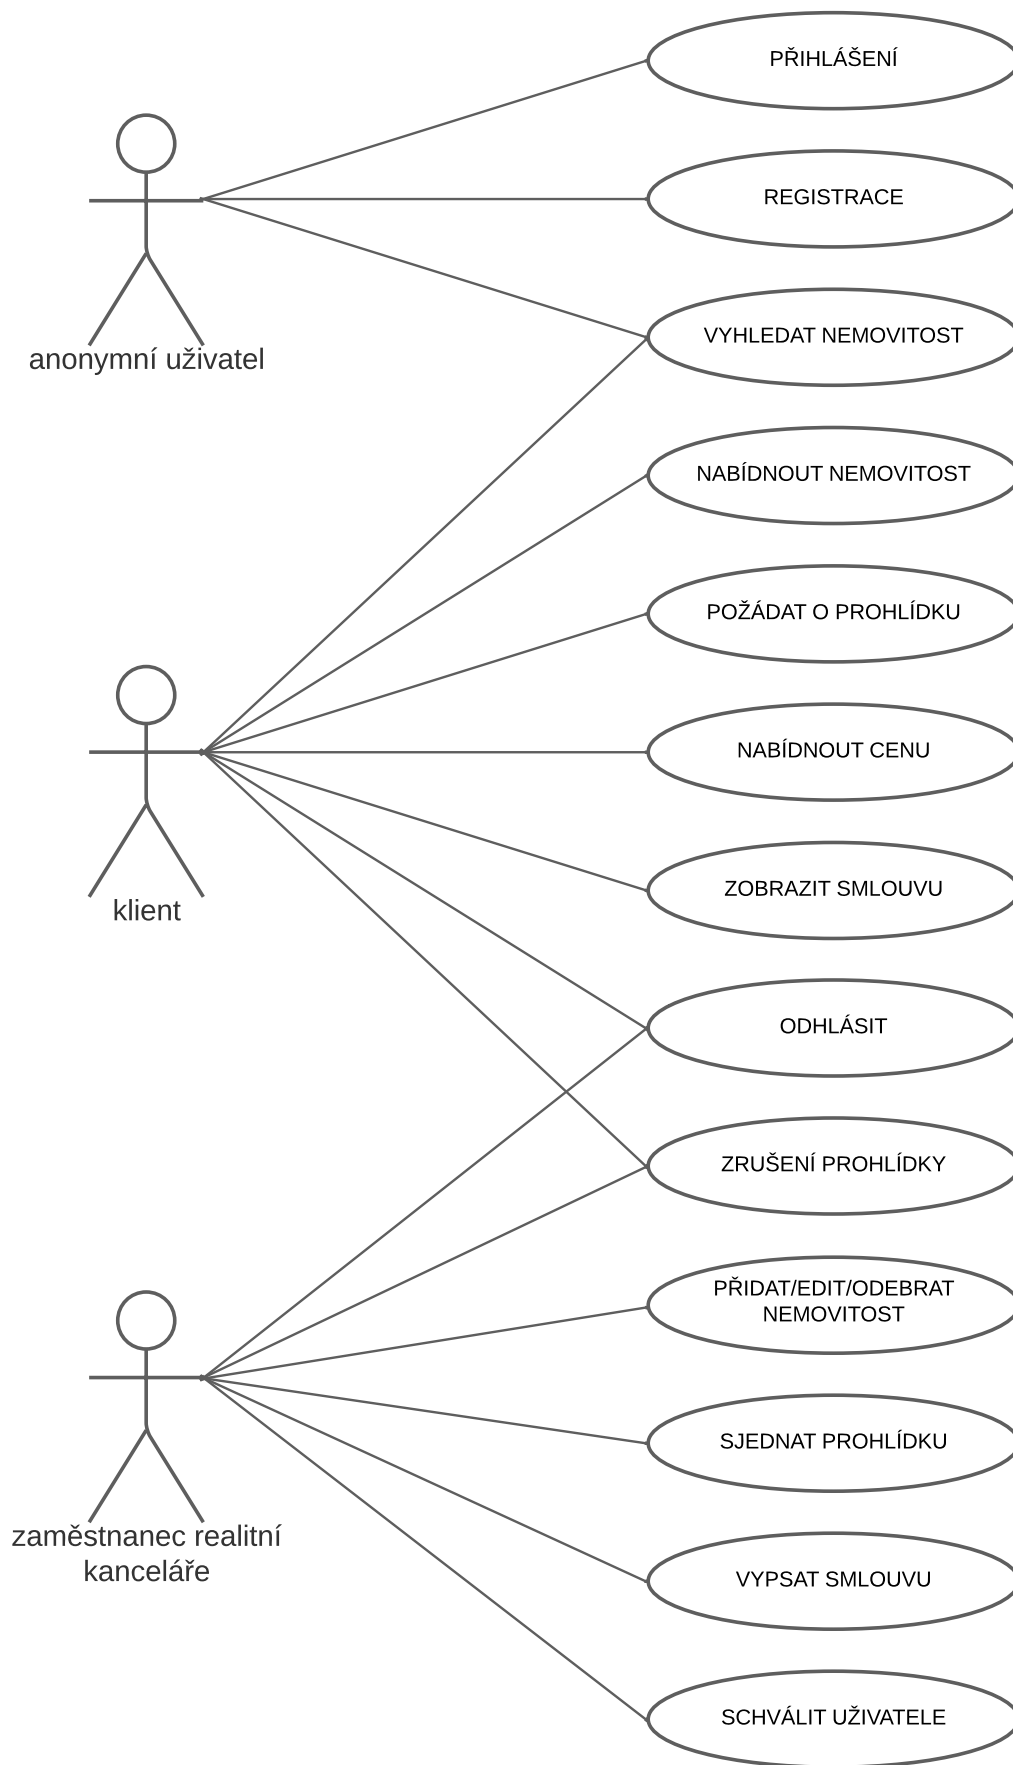 PŘIHLÁŠENÍ
REGISTRACE
anonymní uživatel
VYHLEDAT NEMOVITOST
NABÍDNOUT NEMOVITOST
POŽÁDAT O PROHLÍDKU
NABÍDNOUT CENU
klient
ZOBRAZIT SMLOUVU
ODHLÁSIT
ZRUŠENÍ PROHLÍDKY
PŘIDAT/EDIT/ODEBRAT
NEMOVITOST
SJEDNAT PROHLÍDKU
zaměstnanec realitní
kanceláře
VYPSAT SMLOUVU
SCHVÁLIT UŽIVATELE